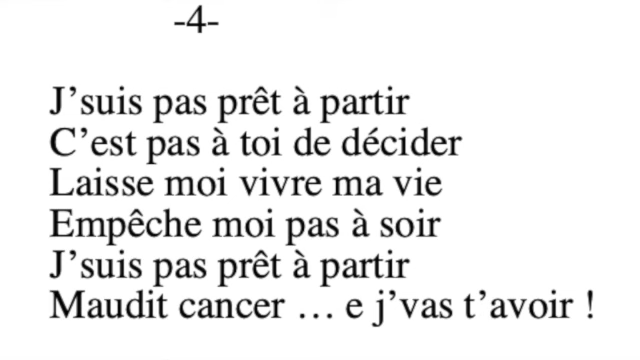 -4-
J’suis pas prêt à partir
C’est pas à toi de décider
Laisse moi vivre ma vie
Empêche moi pas à soir
J’suis pas prêt à partir
Maudit cancer … e j’vas t’avoir !